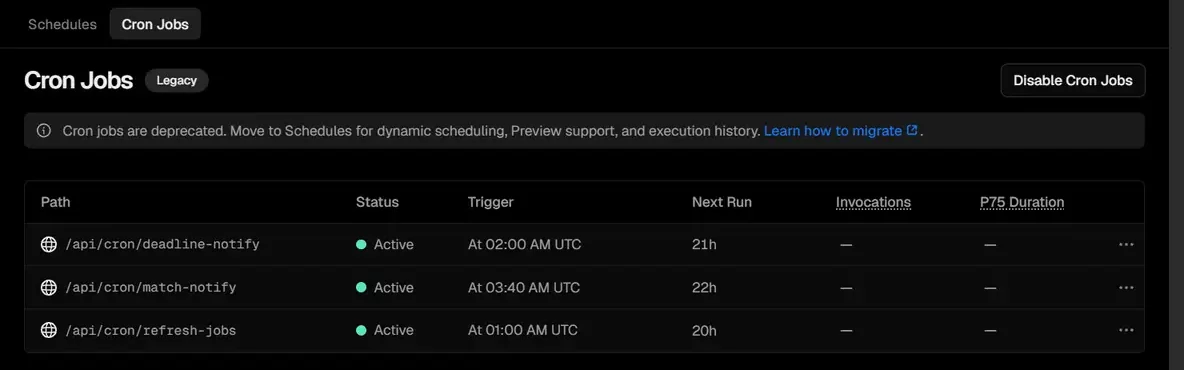 Schedules Cron Jobs
Cron Jobs Legacy Disable Cron Jobs
Cron jobs are deprecated. Move to Schedules for dynamic scheduling, Preview support, and execution history. Learn how to migrate.
Path Status Trigger Next Run Invocations P75 Duration
/api/cron/deadline-notify Active At 02:00 AM UTC 21h — —
/api/cron/match-notify Active At 03:40 AM UTC 22h — —
/api/cron/refresh-jobs Active At 01:00 AM UTC 20h — —